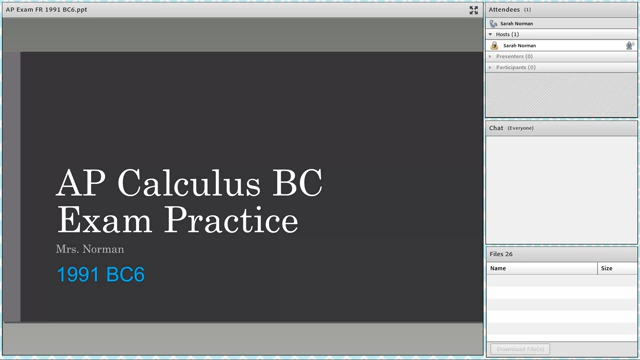 AP Exam FR 1991 BC6.ppt
AP Calculus BC
Exam Practice
Mrs. Norman
1991 BC6
Attendees (1)
Sarah Norman
Hosts (1)
Sarah Norman
Presenters (0)
Participants (0)
Chat (Everyone)
Files 26
Name Size
Download File(s)